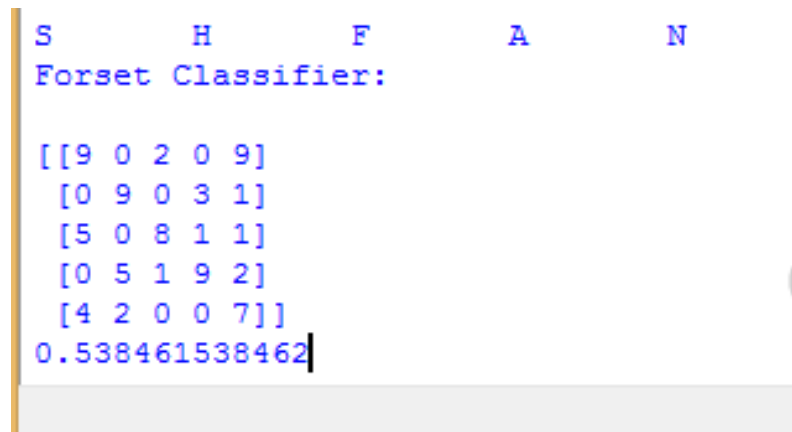 S H F A N
Forset Classifier:
[[9 0 2 0 9]
[0 9 0 3 1]
[5 0 8 1 1]
[0 5 1 9 2]
[4 2 0 0 7]]
0.538461538462